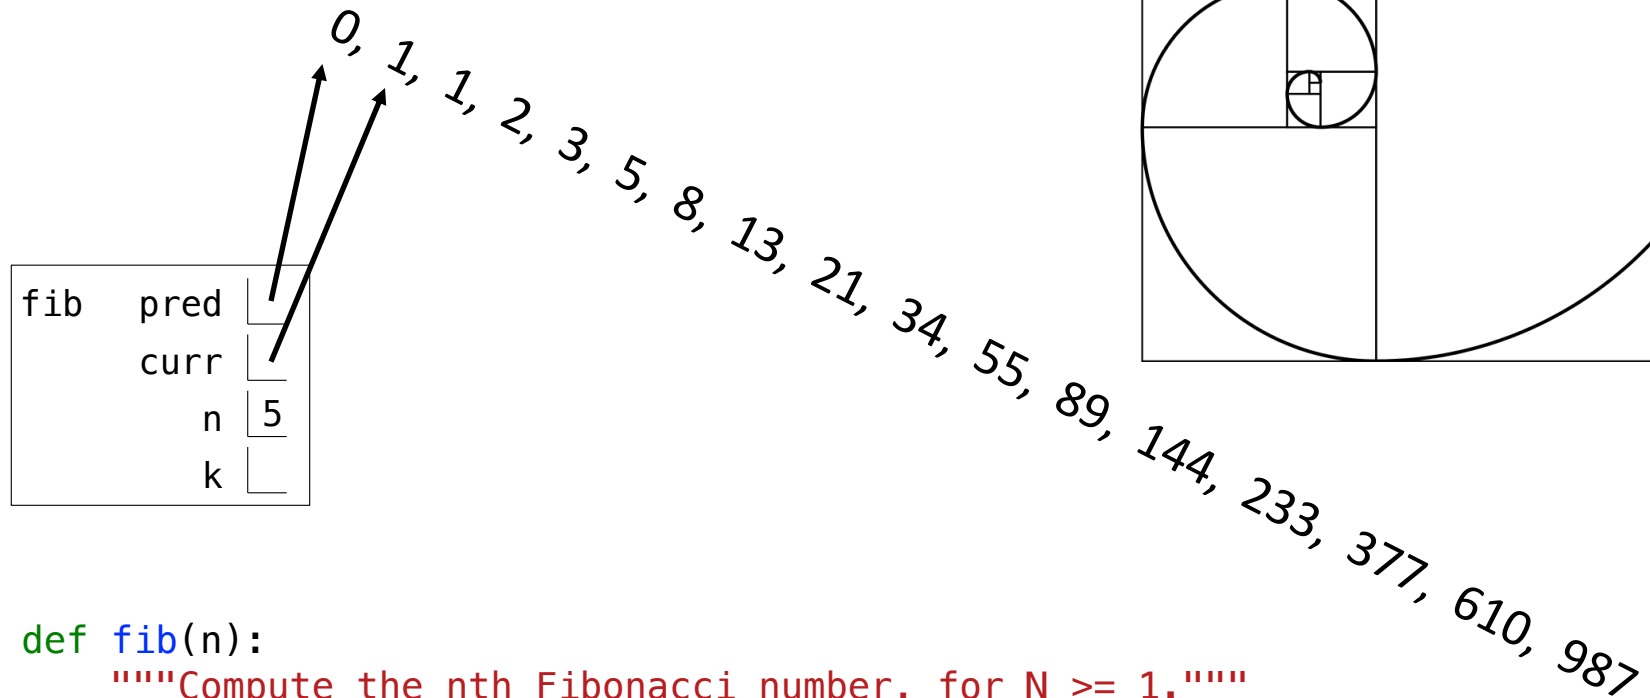 0, 1, 1, 2, 3, 5, 8, 13, 21, 34, 55, 89, 144, 233, 377, 610, 987
fib pred
curr
n 5
k
def fib(n):
"""Compute the nth Fibonacci number, for N >= 1."""